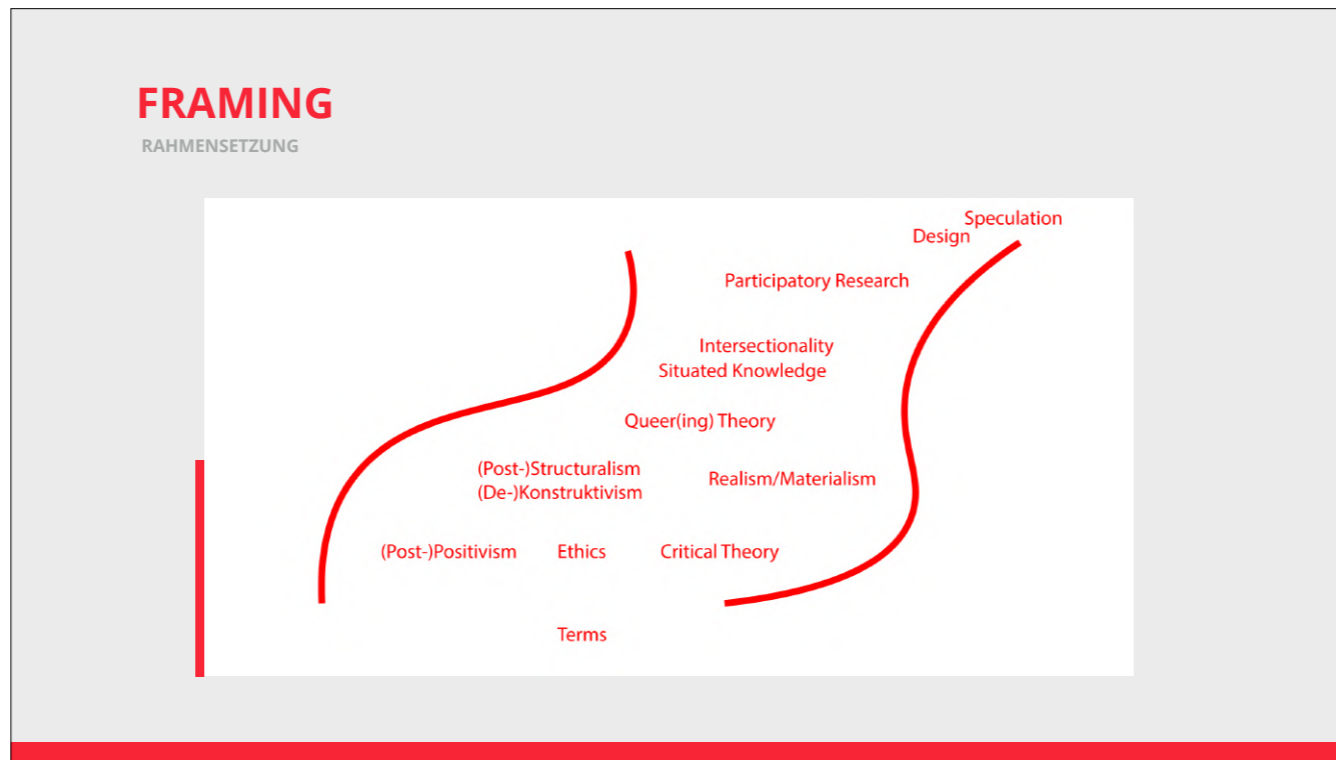 FRAMING
RAHMENSETZUNG
Speculation
Design
Participatory Research
Intersectionality
Situated Knowledge
Queer(ing) Theory
(Post-)Structuralism
(De-)Konstruktivism
Realism/Materialism
(Post-)Positivism Ethics Critical Theory
Terms